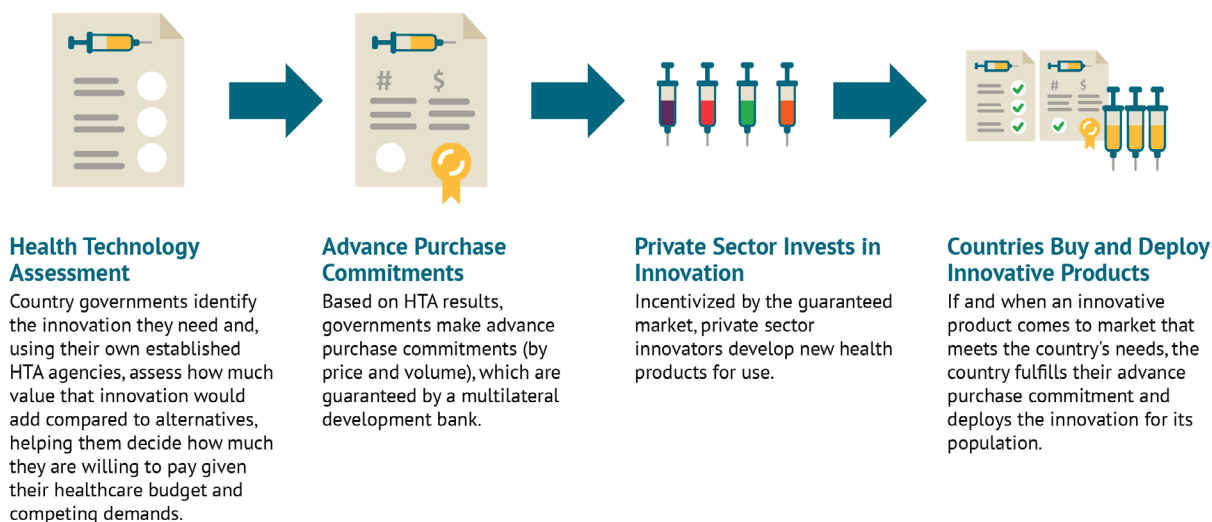 # $
# $
Health Technology
Assessment
Country governments identify
the innovation they need and,
using their own established
HTA agencies, assess how much
value that innovation would
add compared to alternatives,
helping them decide how much
they are willing to pay given
their healthcare budget and
competing demands.
Advance Purchase
Commitments
Based on HTA results,
governments make advance
purchase commitments (by
price and volume), which are
guaranteed by a multilateral
development bank.
Private Sector Invests in
Innovation
Incentivized by the guaranteed
market, private sector
innovators develop new health
products for use.
Countries Buy and Deploy
Innovative Products
If and when an innovative
product comes to market that
meets the country's needs, the
country fulfills their advance
purchase commitment and
deploys the innovation for its
population.